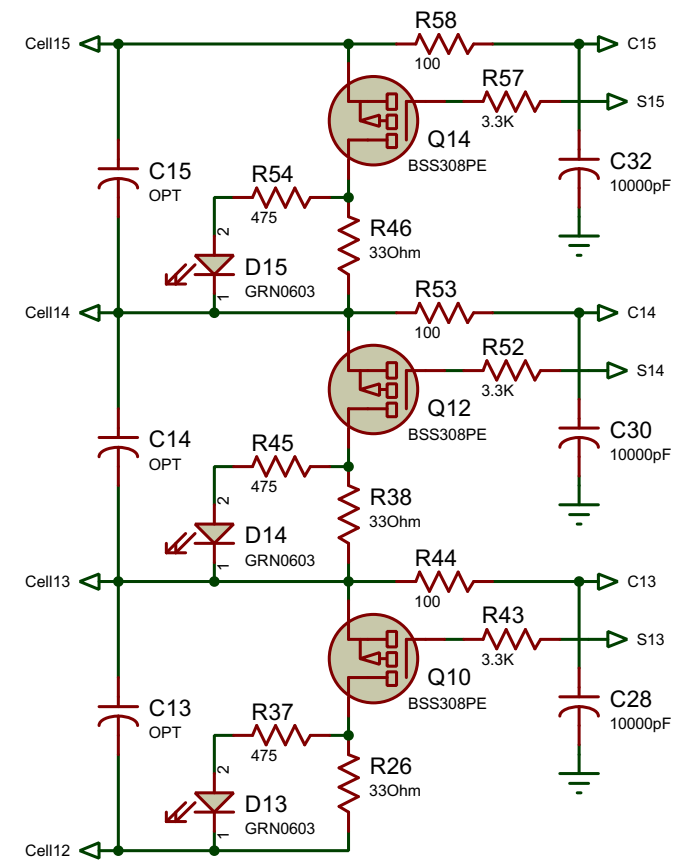 R58
Cell15
C15
100
R57
S15
3.3K
Q14
BSS308PE
C32
10000pF
C15
OPT
R54
475
R46
33Ohm
2
D15
GRN0603
1
R53
Cell14
C14
100
R52
S14
3.3K
Q12
BSS308PE
C30
10000pF
C14
OPT
R45
475
R38
33Ohm
2
D14
GRN0603
1
R44
Cell13
C13
100
R43
S13
3.3K
Q10
BSS308PE
C28
10000pF
C13
OPT
R37
475
R26
33Ohm
2
D13
GRN0603
1
Cell12